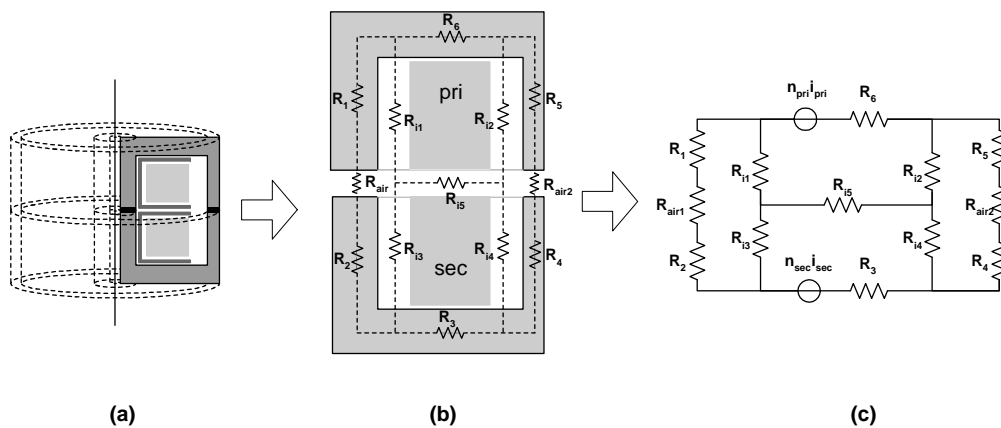 R6
R1
pri
R5
Ri1
Ri2
Rair
Ri5
Rair2
R2
Ri3
sec
Ri4
R4
R3
npriipri
R6
R1
Ri1
Ri2
R5
Rair1
Ri5
Rair2
Ri3
Ri4
R2
nsecisec
R3
R4
(a)
(b)
(c)